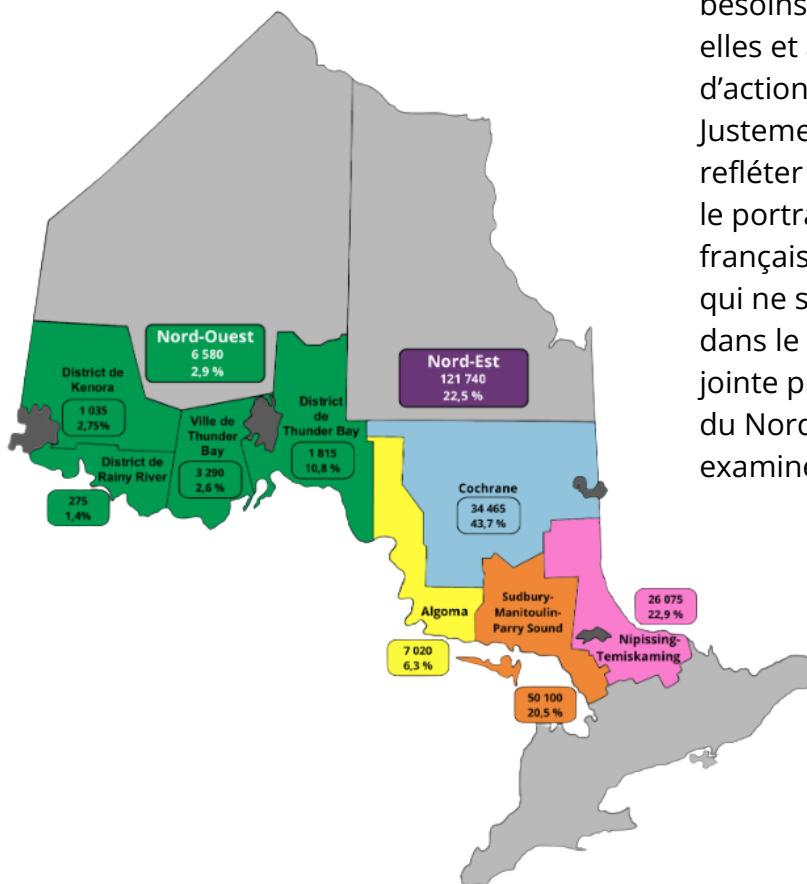 besoins
elles et
d’action
Justeme
refléter
le portra
français
qui ne s
dans le
jointe p
du Nord
examine
Nord-Ouest
6 580
2,9 %
Nord-Est
121 740
22,5 %
District de
Kenora
1 035
2,75%
District de
Rainy River
275
1,4%
Ville de
Thunder
Bay
3 290
2,6 %
District
de
Thunder Bay
1 815
10,8 %
Cochrane
34 465
43,7 %
Algoma
7 020
6,3 %
Sudbury-
Manitoulin-
Parry Sound
50 100
20,5 %
26 075
22,9 %
Nipissing-
Temiskaming